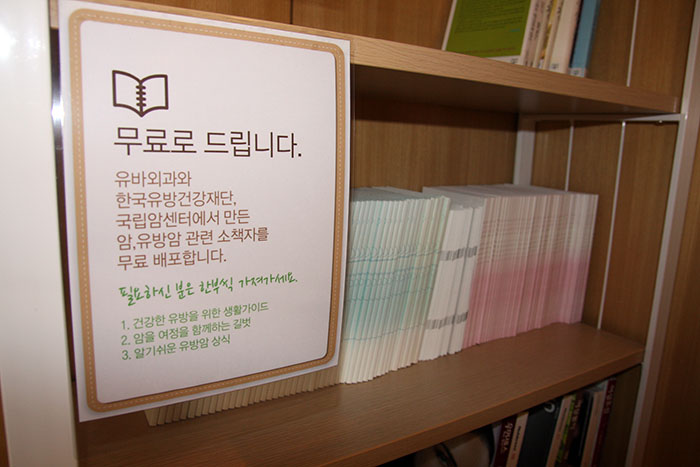 무료로 드립니다.
유바외과와
한국유방건강재단,
국립암센터에서 만든
암,유방암 관련 소책자를
무료 배포합니다.
필요하신 분은 한부씩 가져가세요.
1. 건강한 유방을 위한 생활가이드
2. 암을 여정을 함께하는 길벗
3. 알기쉬운 유방암 상식